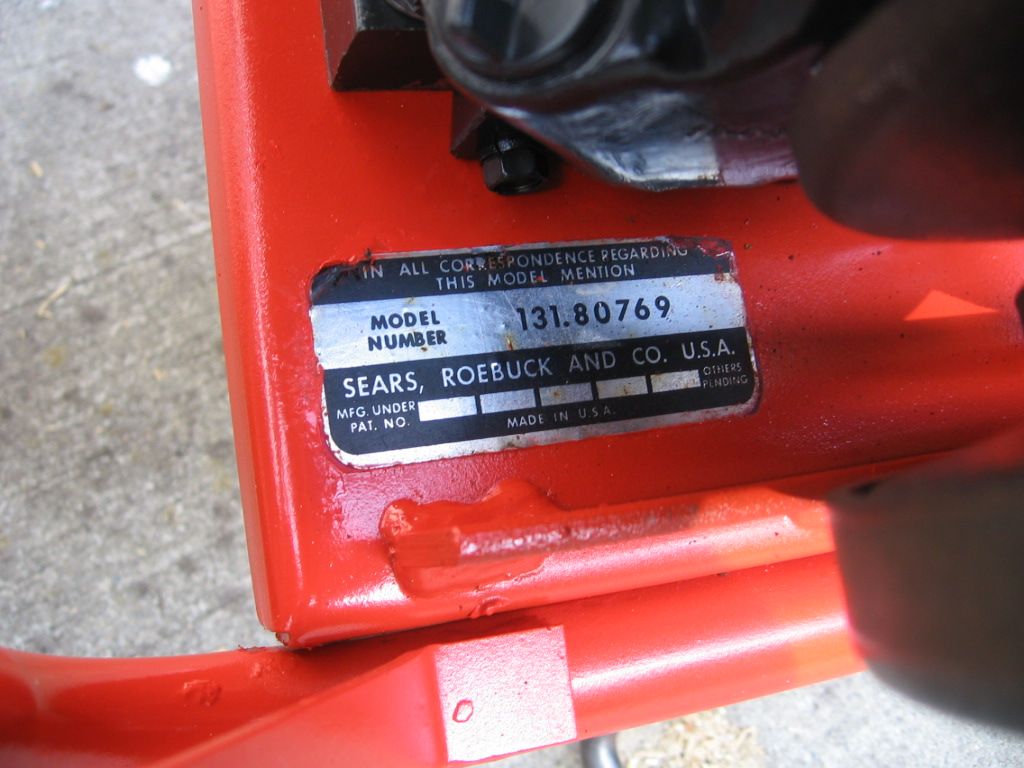 IN ALL CORRESPONDENCE REGARDING
THIS MODEL MENTION
MODEL NUMBER 131.80769
SEARS, ROEBUCK AND CO. U.S.A.
MFG. UNDER PAT. NO. OTHERS PENDING
MADE IN U.S.A.